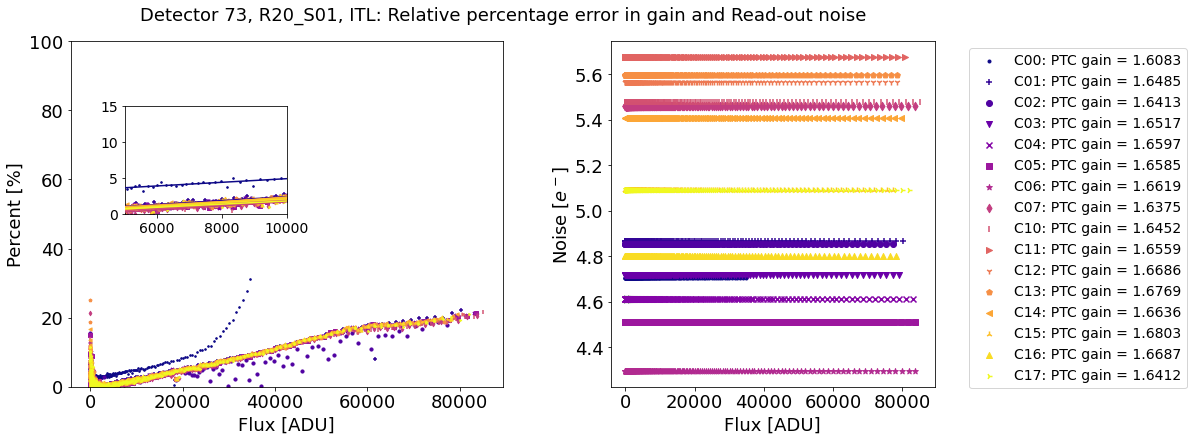 Detector 73, R20_S01, ITL: Relative percentage error in gain and Read-out noise
Percent [%]
100
80
60
40
20
0
15
10
5
0
6000 8000 10000
0 20000 40000 60000 80000
Flux [ADU]
Noise [e⁻]
5.6
5.4
5.2
5.0
4.8
4.6
4.4
0 20000 40000 60000 80000
Flux [ADU]
C00: PTC gain = 1.6083
C01: PTC gain = 1.6485
C02: PTC gain = 1.6413
C03: PTC gain = 1.6517
C04: PTC gain = 1.6597
C05: PTC gain = 1.6585
C06: PTC gain = 1.6619
C07: PTC gain = 1.6375
C10: PTC gain = 1.6452
C11: PTC gain = 1.6559
C12: PTC gain = 1.6686
C13: PTC gain = 1.6769
C14: PTC gain = 1.6636
C15: PTC gain = 1.6803
C16: PTC gain = 1.6687
C17: PTC gain = 1.6412